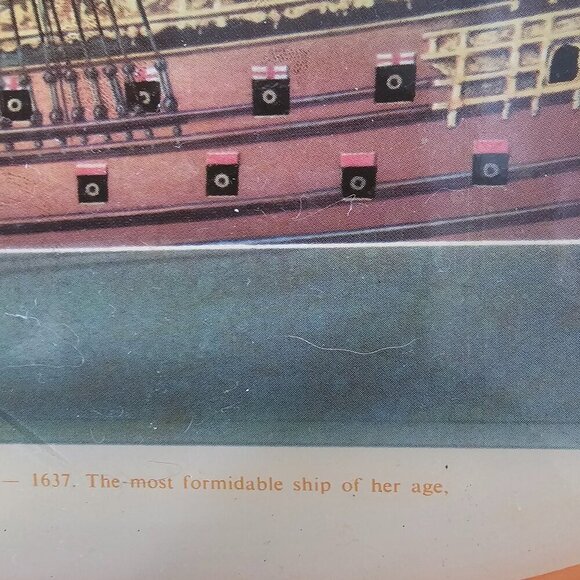 — 1637. The most formidable ship of her age,